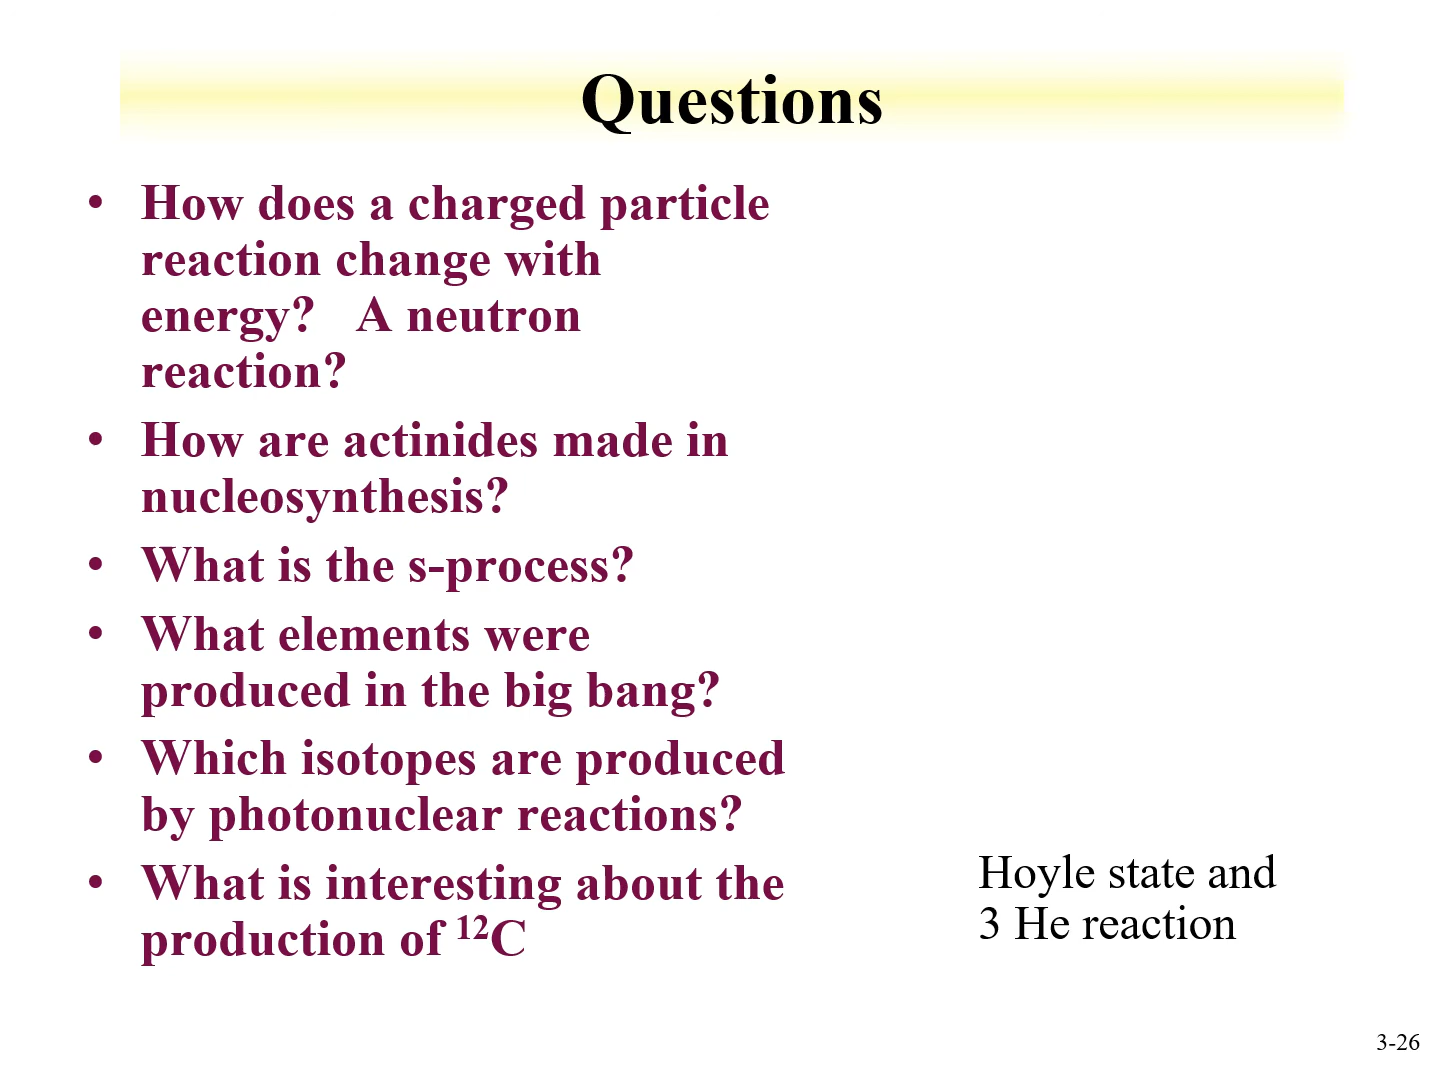 Questions
• How does a charged particle
reaction change with
energy?   A neutron
reaction?
• How are actinides made in
nucleosynthesis?
• What is the s-process?
• What elements were
produced in the big bang?
• Which isotopes are produced
by photonuclear reactions?
• What is interesting about the
production of ¹²C
Hoyle state and
3 He reaction
3-26